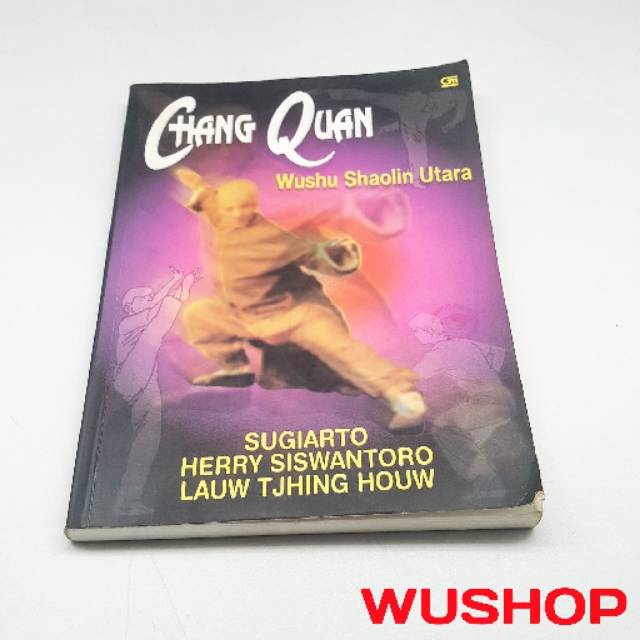 CHANG QUAN
Wushu Shaolin Utara
SUGIARTO
HERRY SISWANTORO
LAUW TJHING HOUW
WUSHOP